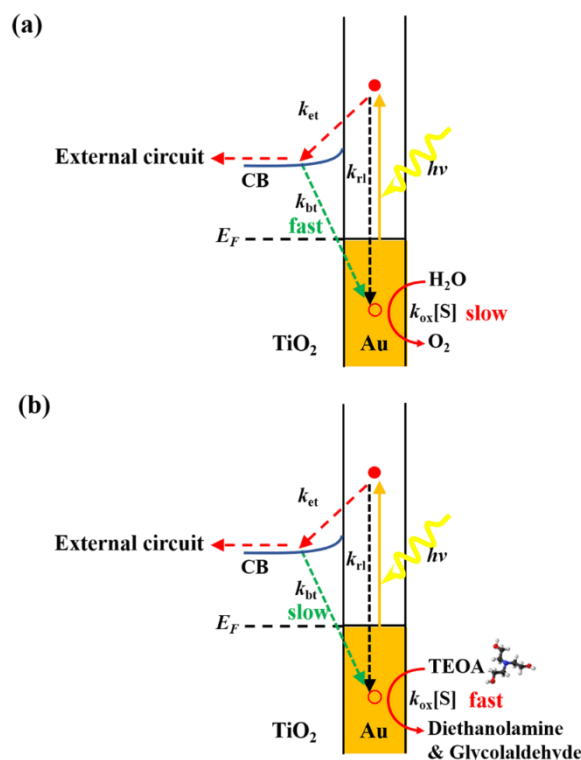 (a)
k_et
External circuit
CB
k_rl
hν
k_bt
fast
E_F
H₂O
k_ox[S] slow
TiO₂
Au
O₂
(b)
k_et
External circuit
CB
k_rl
hν
k_bt
slow
E_F
TEOA
k_ox[S] fast
TiO₂
Au
Diethanolamine
& Glycolaldehyde